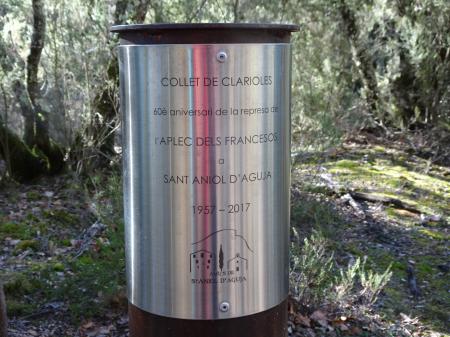 COLLET DE CLARIOLES
60è aniversari de la represa de
l'APLEC DELS FRANCESOS
a
SANT ANIOL D'AGUJA
1957 – 2017
AMICS DE
St ANIOL D'AGUJA